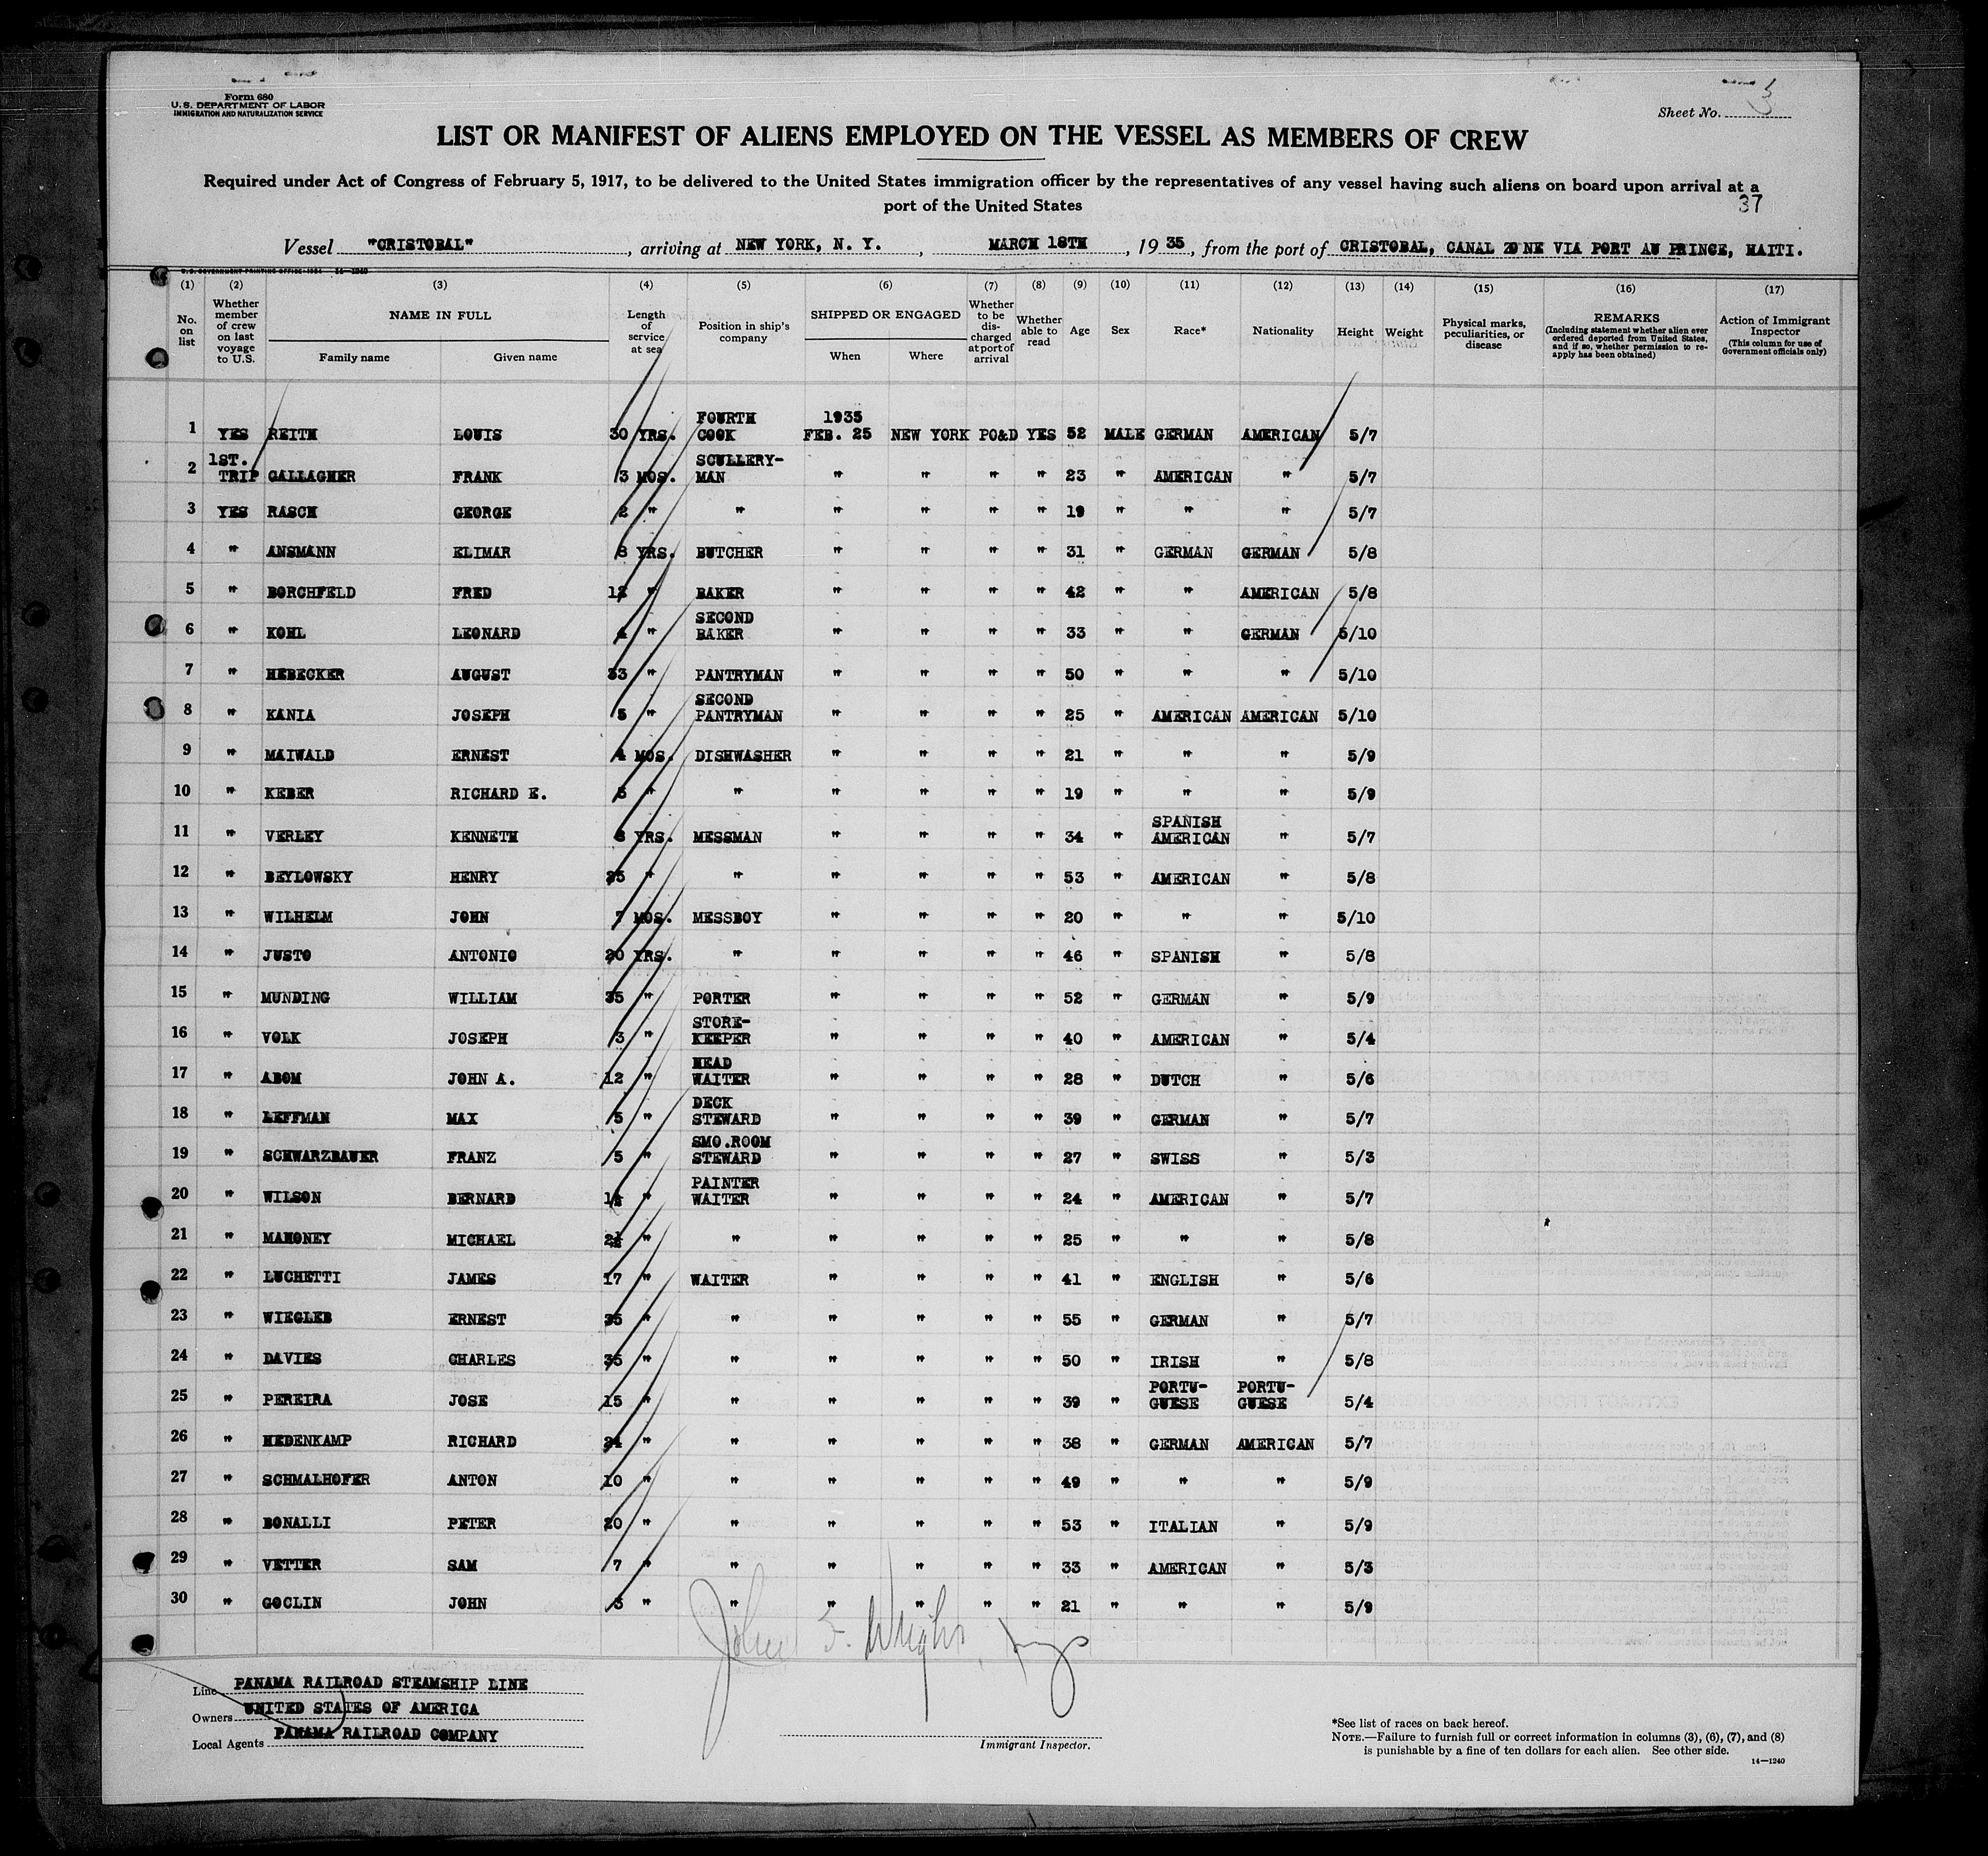 Form 680
U. S. DEPARTMENT OF LABOR
IMMIGRATION AND NATURALIZATION SERVICE
Sheet No. 3
LIST OR MANIFEST OF ALIENS EMPLOYED ON THE VESSEL AS MEMBERS OF CREW
Required under Act of Congress of February 5, 1917, to be delivered to the United States immigration officer by the representatives of any vessel having such aliens on board upon arrival at a
port of the United States
37
Vessel "CRISTOBAL", arriving at NEW YORK, N. Y., MARCH 18TH, 1935, from the port of CRISTOBAL, CANAL ZONE VIA PORT AU PRINCE, HAITI.
U. S. GOVERNMENT PRINTING OFFICE: 1934 14—1240
(1) (2) (3) (4) (5) (6) (7) (8) (9) (10) (11) (12) (13) (14) (15) (16) (17)
No. on list
Whether member of crew on last voyage to U.S.
NAME IN FULL
Family name Given name
Length of service at sea
Position in ship's company
SHIPPED OR ENGAGED
When Where
Whether to be discharged at port of arrival
Whether able to read
Age
Sex
Race*
Nationality
Height
Weight
Physical marks, peculiarities, or disease
REMARKS
(Including statement whether alien ever ordered deported from United States, and if so, whether permission to re-apply has been obtained)
Action of Immigrant Inspector
(This column for use of Government officials only)
1 YES REITH LOUIS 30 YRS. FOURTH COOK 1935 FEB. 25 NEW YORK PO&D YES 52 MALE GERMAN AMERICAN 5/7
2 1ST. TRIP GALLAGHER FRANK 3 MOS. SCULLERY-MAN " " " " 23 " AMERICAN " 5/7
3 YES RASCH GEORGE 2 " " " " " " 19 " " " 5/7
4 " ANSMANN ELIMAR 8 YRS. BUTCHER " " " " 31 " GERMAN GERMAN 5/8
5 " BORCHFELD FRED 12 " BAKER " " " " 42 " " AMERICAN 5/8
6 " KOHL LEONARD 4 " SECOND BAKER " " " " 33 " " GERMAN 5/10
7 " HEBECKER AUGUST 33 " PANTRYMAN " " " " 50 " " " 5/10
8 " KANIA JOSEPH 5 " SECOND PANTRYMAN " " " " 25 " AMERICAN AMERICAN 5/10
9 " MAIWALD ERNEST 4 MOS. DISHWASHER " " " " 21 " " " 5/9
10 " KEBER RICHARD E. 5 " " " " " " 19 " " " 5/9
11 " VERLEY KENNETH 8 YRS. MESSMAN " " " " 34 " SPANISH AMERICAN " 5/7
12 " BEYLOWSKY HENRY 25 " " " " " " 53 " AMERICAN " 5/8
13 " WILHELM JOHN 7 MOS. MESSBOY " " " " 20 " " " 5/10
14 " JUSTO ANTONIO 20 YRS. " " " " " 46 " SPANISH " 5/8
15 " MUNDING WILLIAM 35 " PORTER " " " " 52 " GERMAN " 5/9
16 " VOLK JOSEPH 3 " STORE-KEEPER " " " " 40 " AMERICAN " 5/4
17 " ABOM JOHN A. 12 " HEAD WAITER " " " " 28 " DUTCH " 5/6
18 " LEFFMAN MAX 5 " DECK STEWARD " " " " 39 " GERMAN " 5/7
19 " SCHWARZBAUER FRANZ 5 " SMO.ROOM STEWARD " " " " 27 " SWISS " 5/3
20 " WILSON BERNARD " PAINTER WAITER " " " " 24 " AMERICAN " 5/7
21 " MAHONEY MICHAEL " " " " " " 25 " " " 5/8
22 " LUCHETTI JAMES 17 " WAITER " " " " 41 " ENGLISH " 5/6
23 " WIEGLEB ERNEST 35 " " " " " " 55 " GERMAN " 5/7
24 " DAVIES CHARLES 35 " " " " " " 50 " IRISH " 5/8
25 " PEREIRA JOSE 15 " " " " " " 39 " PORTU-GUESE PORTU-GUESE 5/4
26 " HEDENKAMP RICHARD 24 " " " " " " 38 " GERMAN AMERICAN 5/7
27 " SCHMALHOFER ANTON 10 " " " " " " 49 " " " 5/9
28 " BONALLI PETER 20 " " " " " " 53 " ITALIAN " 5/9
29 " VETTER SAM 7 " " " " " " 33 " AMERICAN " 5/3
30 " GOCLIN JOHN 5 " " " " " " 21 " " " 5/9
John F. Wright
Line PANAMA RAILROAD STEAMSHIP LINE
Owners UNITED STATES OF AMERICA
Local Agents PANAMA RAILROAD COMPANY
Immigrant Inspector.
*See list of races on back hereof.
NOTE.—Failure to furnish full or correct information in columns (3), (6), (7), and (8)
is punishable by a fine of ten dollars for each alien. See other side.
14—1240